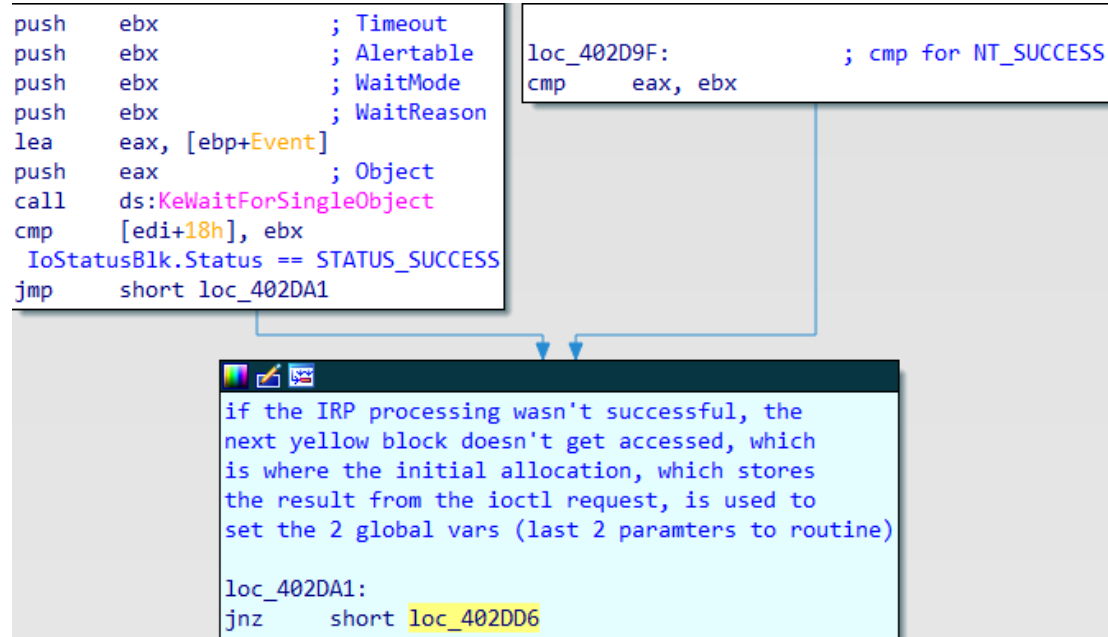 push ebx ; Timeout
push ebx ; Alertable
push ebx ; WaitMode
push ebx ; WaitReason
lea eax, [ebp+Event]
push eax ; Object
call ds:KeWaitForSingleObject
cmp [edi+18h], ebx
IoStatusBlk.Status == STATUS_SUCCESS
jmp short loc_402DA1
loc_402D9F: ; cmp for NT_SUCCESS
cmp eax, ebx
if the IRP processing wasn't successful, the
next yellow block doesn't get accessed, which
is where the initial allocation, which stores
the result from the ioctl request, is used to
set the 2 global vars (last 2 paramters to routine)
loc_402DA1:
jnz short loc_402DD6